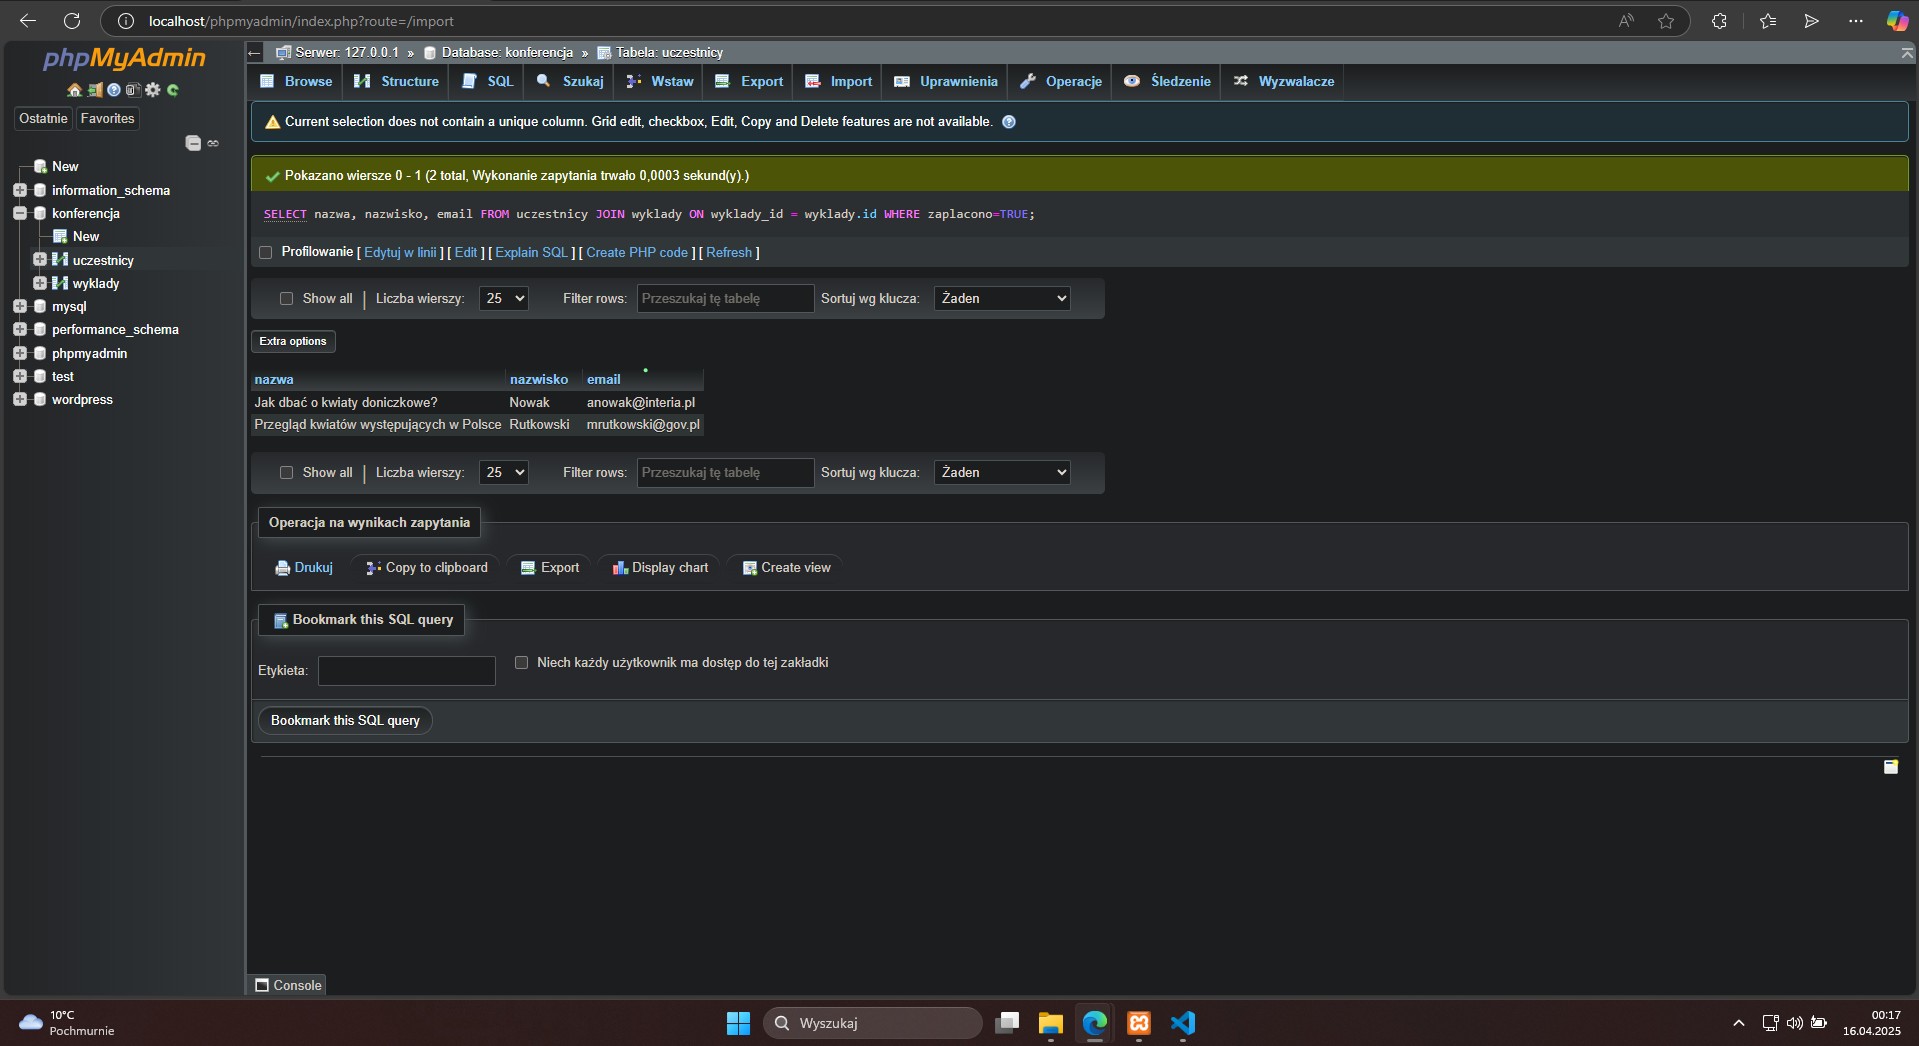 localhost/phpmyadmin/index.php?route=/import
phpMyAdmin
Ostatnie Favorites
New
information_schema
konferencja
New
uczestnicy
wyklady
mysql
performance_schema
phpmyadmin
test
wordpress
Serwer: 127.0.0.1 » Database: konferencja » Tabela: uczestnicy
Browse Structure SQL Szukaj Wstaw Export Import Uprawnienia Operacje Śledzenie Wyzwalacze
Current selection does not contain a unique column. Grid edit, checkbox, Edit, Copy and Delete features are not available.
Pokazano wiersze 0 - 1 (2 total, Wykonanie zapytania trwało 0,0003 sekund(y).)
SELECT nazwa, nazwisko, email FROM uczestnicy JOIN wyklady ON wyklady_id = wyklady.id WHERE zaplacono=TRUE;
Profilowanie [ Edytuj w linii ] [ Edit ] [ Explain SQL ] [ Create PHP code ] [ Refresh ]
Show all | Liczba wierszy: 25 Filter rows: Przeszukaj tę tabelę Sortuj wg klucza: Żaden
Extra options
nazwa nazwisko email
Jak dbać o kwiaty doniczkowe? Nowak anowak@interia.pl
Przegląd kwiatów występujących w Polsce Rutkowski mrutkowski@gov.pl
Show all | Liczba wierszy: 25 Filter rows: Przeszukaj tę tabelę Sortuj wg klucza: Żaden
Operacja na wynikach zapytania
Drukuj Copy to clipboard Export Display chart Create view
Bookmark this SQL query
Etykieta: Niech każdy użytkownik ma dostęp do tej zakładki
Bookmark this SQL query
Console
10°C
Pochmurnie
Wyszukaj
00:17
16.04.2025